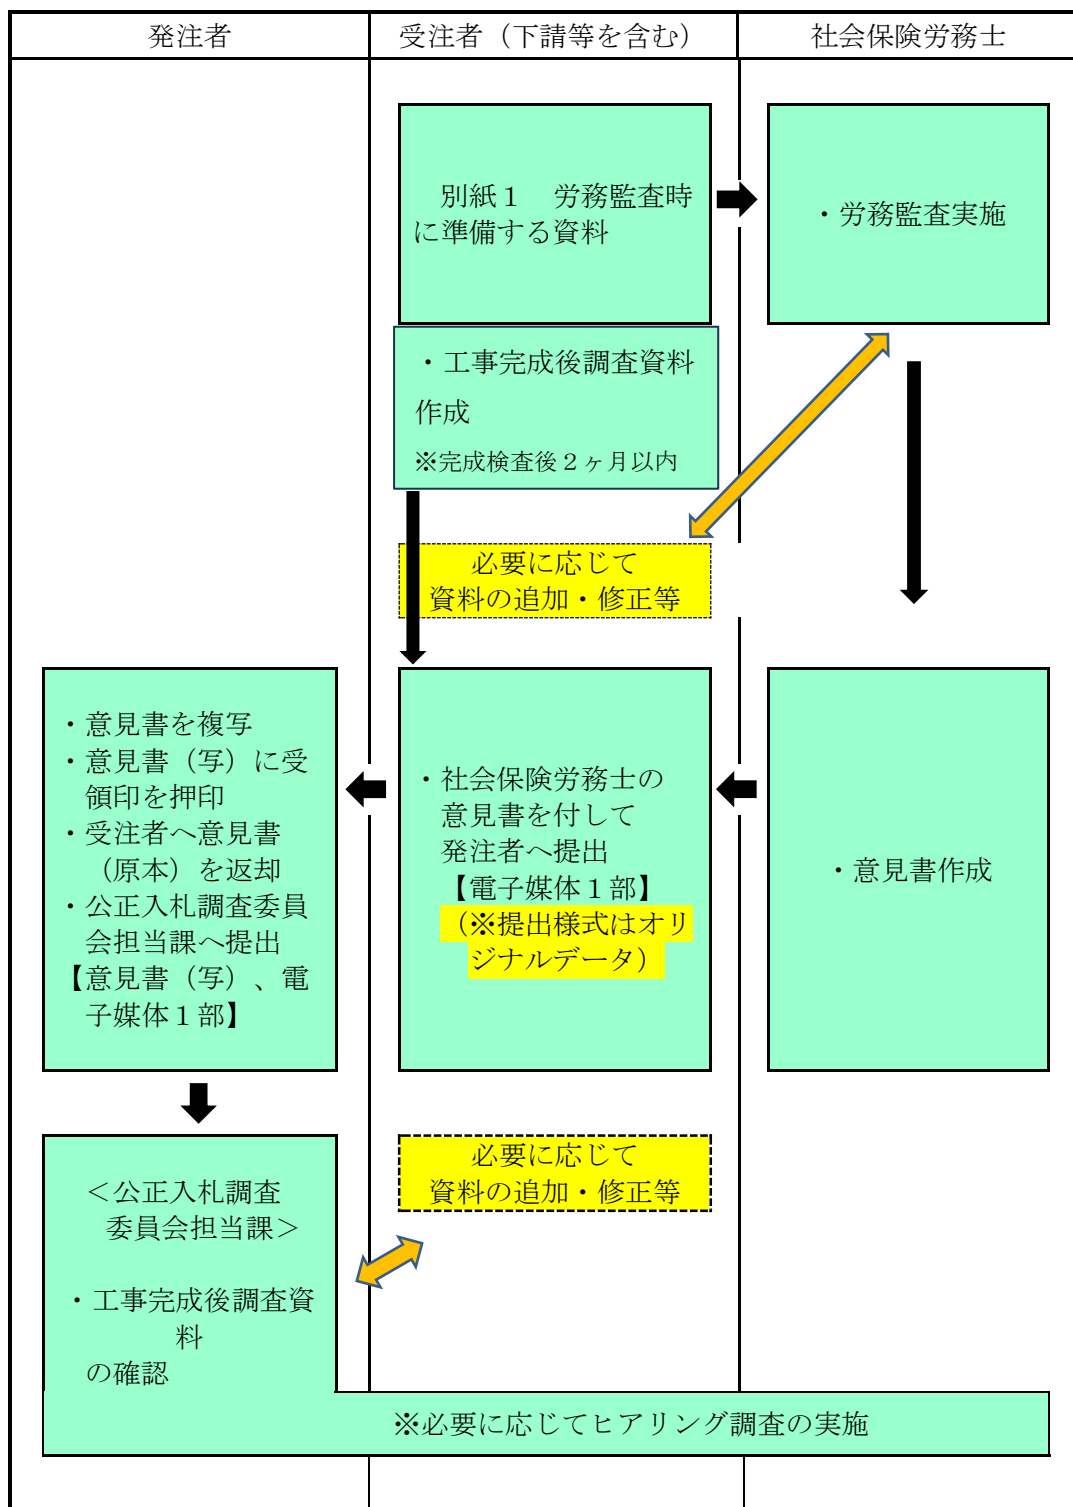 発注者
受注者（下請等を含む）
社会保険労務士
別紙１　労務監査時
に準備する資料
・労務監査実施
・工事完成後調査資料
作成
※完成検査後２ヶ月以内
必要に応じて
資料の追加・修正等
・意見書を複写
・意見書（写）に受
領印を押印
・受注者へ意見書
（原本）を返却
・公正入札調査委員
会担当課へ提出
【意見書（写）、電
子媒体１部】
・社会保険労務士の
意見書を付して
発注者へ提出
【電子媒体１部】
（※提出様式はオリ
ジナルデータ）
・意見書作成
＜公正入札調査
委員会担当課＞
・工事完成後調査資
料
の確認
必要に応じて
資料の追加・修正等
※必要に応じてヒアリング調査の実施